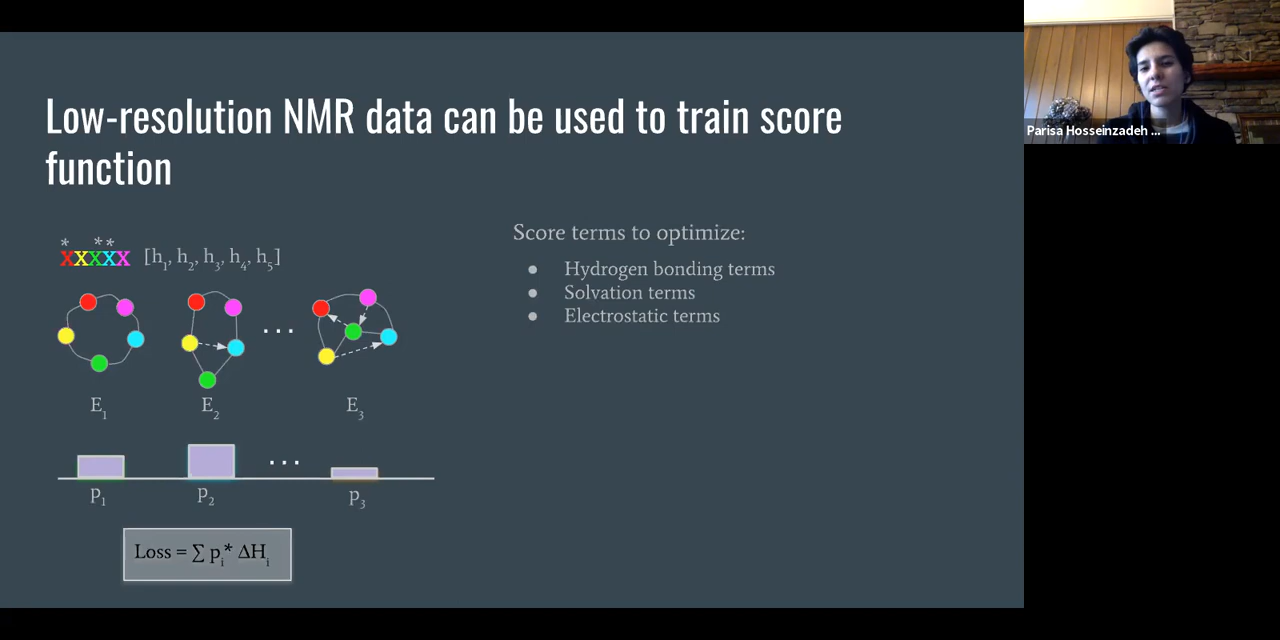 Low-resolution NMR data can be used to train score
function
* **
XXXXX [h₁, h₂, h₃, h₄, h₅]
Score terms to optimize:
● Hydrogen bonding terms
● Solvation terms
● Electrostatic terms
...
E₁ E₂ E₃
...
p₁ p₂ p₃
Loss = ∑ pᵢ* ΔHᵢ
Parisa Hosseinzadeh ...